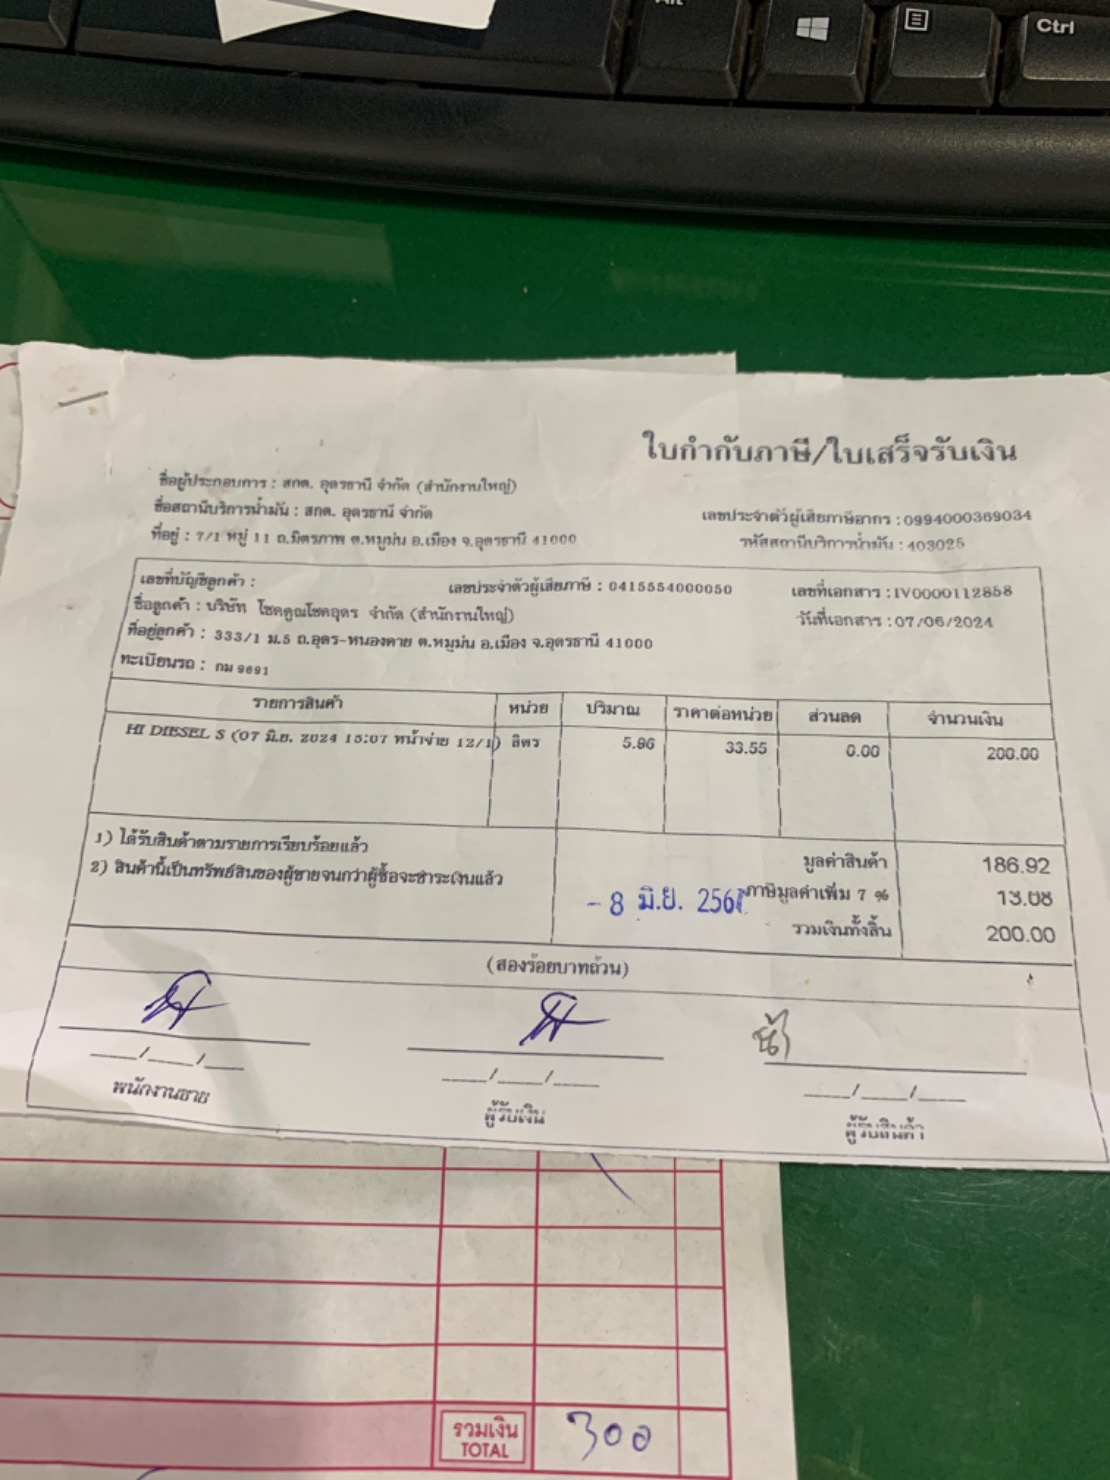 Alt
Ctrl
ใบกำกับภาษี/ใบเสร็จรับเงิน
ชื่อผู้ประกอบการ : สกต. อุดรธานี จำกัด (สำนักงานใหญ่)
ชื่อสถานีบริการน้ำมัน : สกต. อุดรธานี จำกัด
เลขประจำตัวผู้เสียภาษีอากร : 0994000369034
ที่อยู่ : 7/1 หมู่ 11 ถ.มิตรภาพ ต.หมูม่น อ.เมือง จ.อุดรธานี 41000
รหัสสถานีบริการน้ำมัน : 403025
เลขที่บัญชีลูกค้า :
เลขประจำตัวผู้เสียภาษี : 0415554000050
เลขที่เอกสาร : IV0000112858
ชื่อลูกค้า : บริษัท โชคคูณโชคอุดร จำกัด (สำนักงานใหญ่)
วันที่เอกสาร : 07/06/2024
ที่อยู่ลูกค้า : 333/1 ม.5 ถ.อุดร-หนองคาย ต.หมูม่น อ.เมือง จ.อุดรธานี 41000
ทะเบียนรถ : กม 9691
รายการสินค้า หน่วย ปริมาณ ราคาต่อหน่วย ส่วนลด จำนวนเงิน
HI DIESEL S (07 มิ.ย. 2024 15:07 หน้าจ่าย 12/1) ลิตร 5.96 33.55 0.00 200.00
1) ได้รับสินค้าตามรายการเรียบร้อยแล้ว
มูลค่าสินค้า 186.92
2) สินค้านี้เป็นทรัพย์สินของผู้ขายจนกว่าผู้ซื้อจะชำระเงินแล้ว
- 8 มิ.ย. 2567
ภาษีมูลค่าเพิ่ม 7 % 13.08
รวมเงินทั้งสิ้น 200.00
(สองร้อยบาทถ้วน)
___/___/___
___/___/___
___/___/___
พนักงานขาย
ผู้รับเงิน
ผู้รับสินค้า
รวมเงิน
TOTAL
300